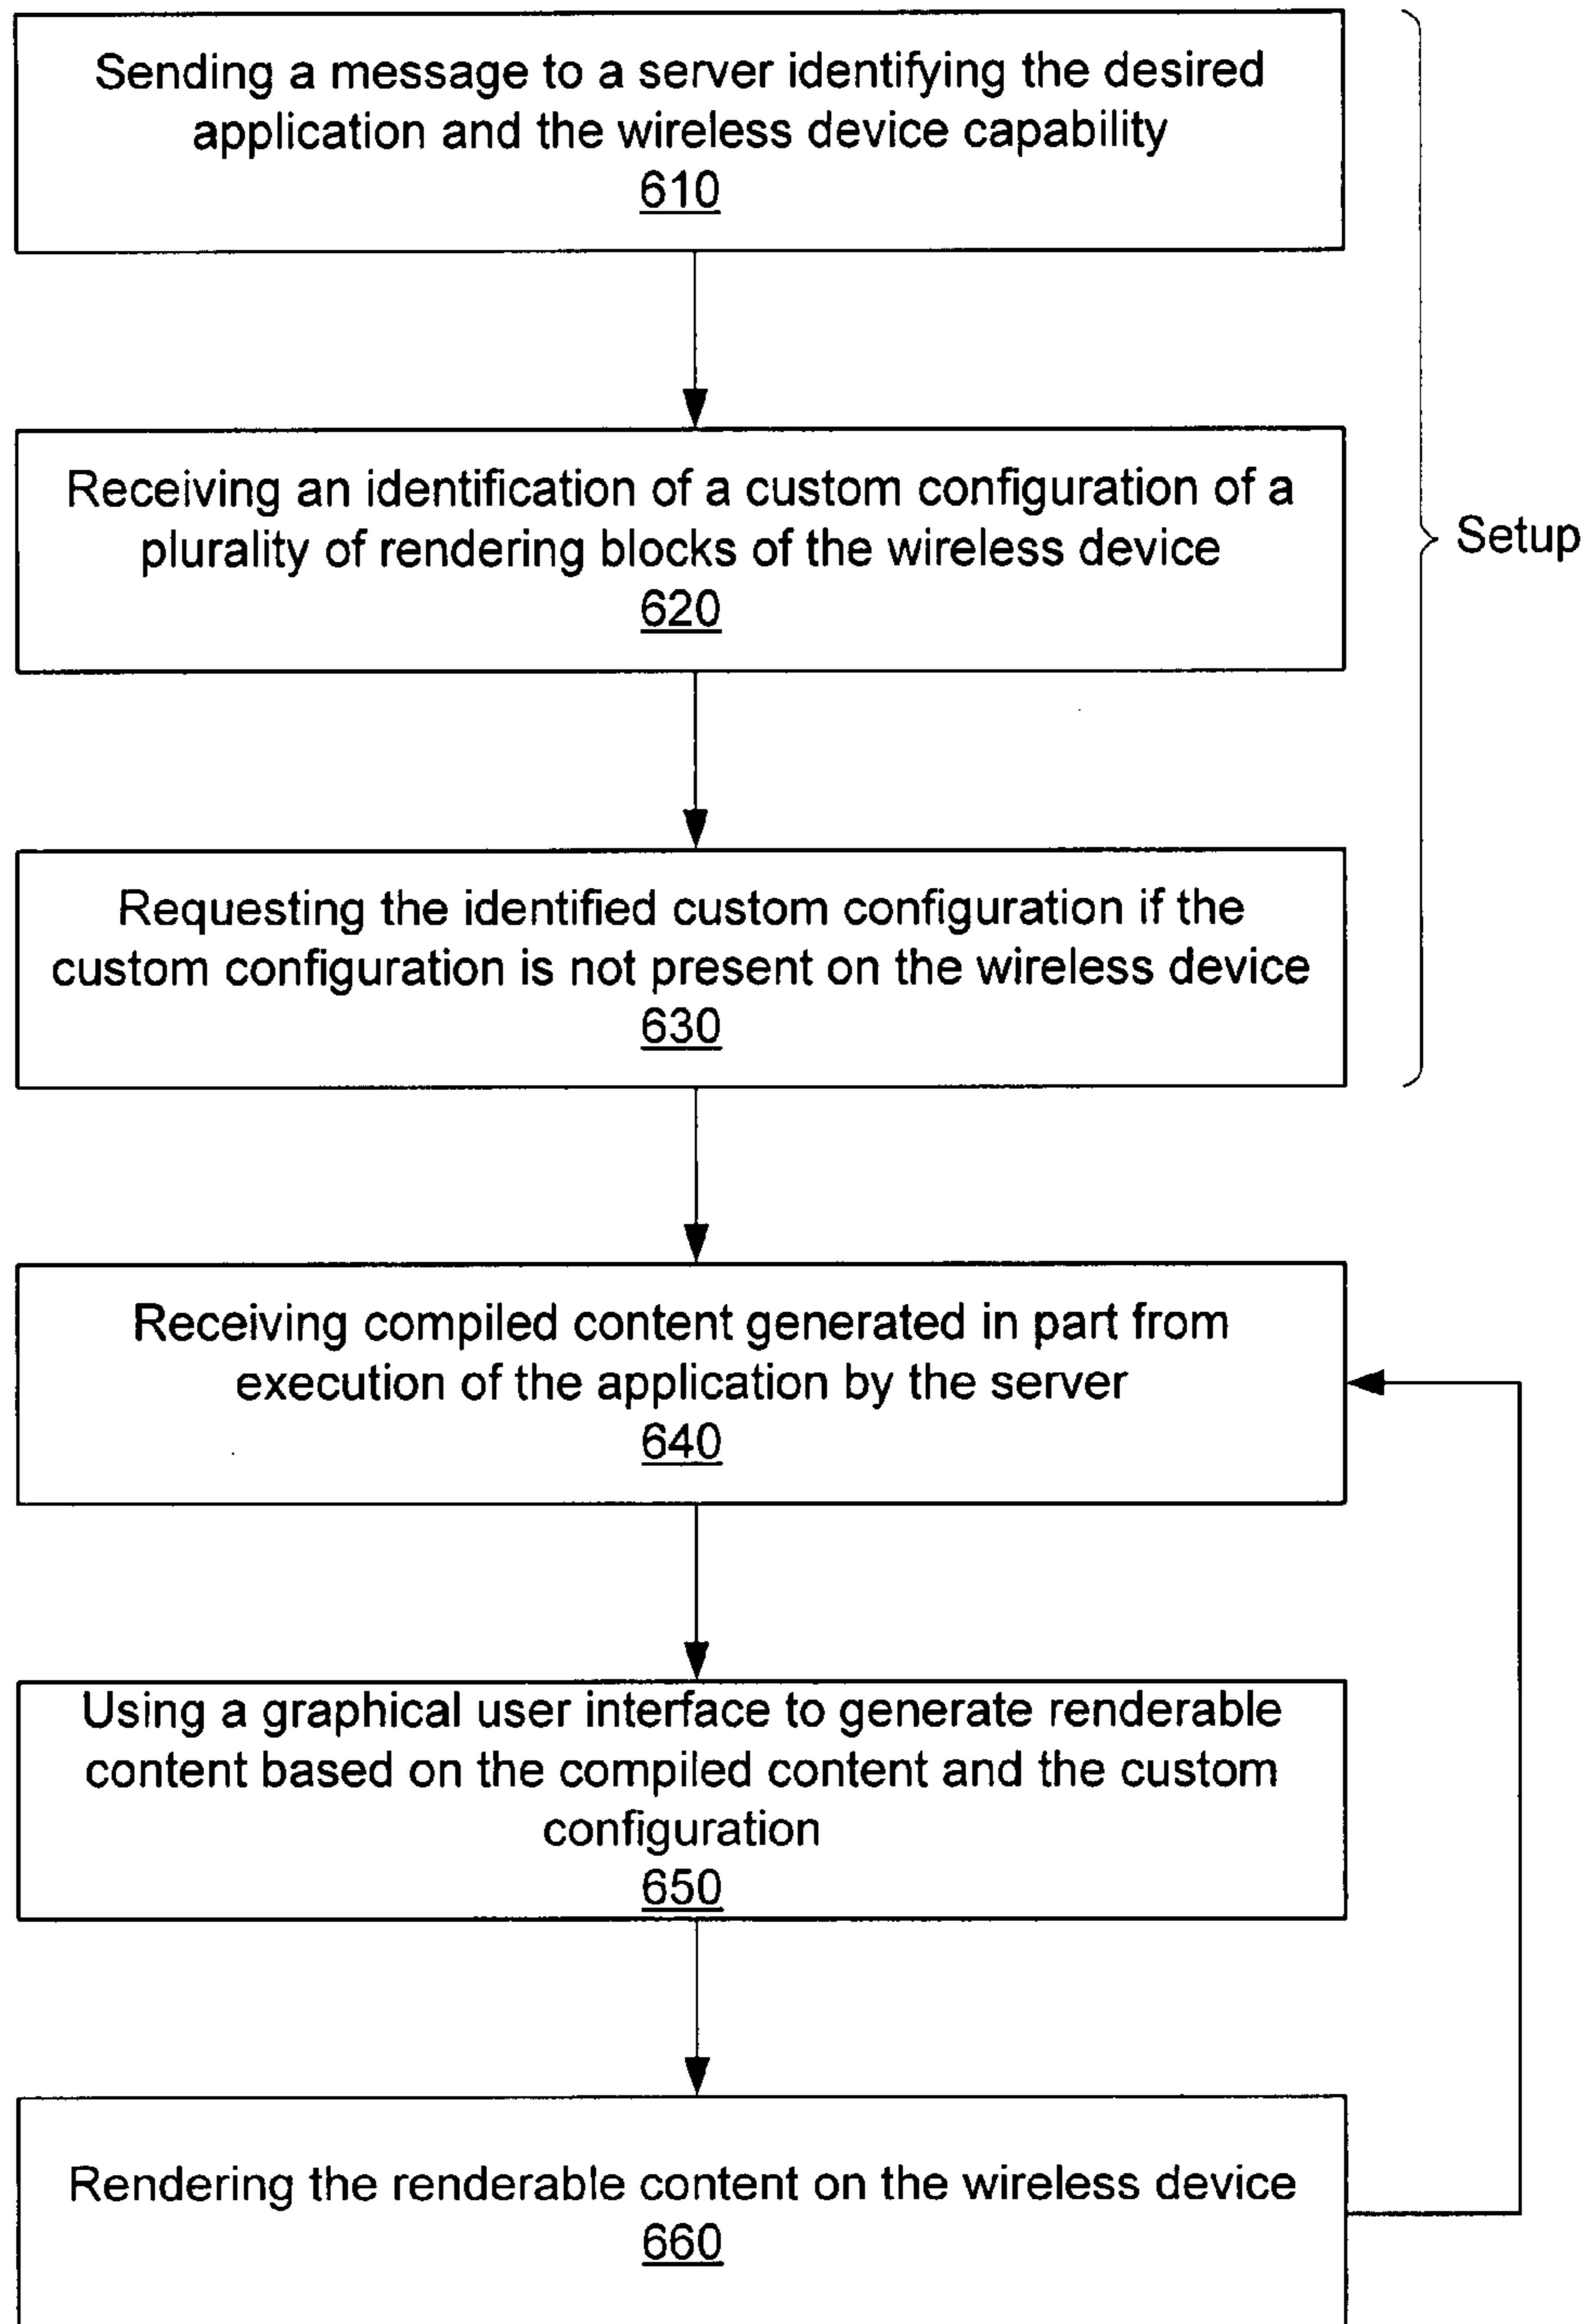 Sending a message to a server identifying the desired
application and the wireless device capability
610
Receiving an identification of a custom configuration of a
plurality of rendering blocks of the wireless device
620
Setup
Requesting the identified custom configuration if the
custom configuration is not present on the wireless device
630
Receiving compiled content generated in part from
execution of the application by the server
640
Using a graphical user interface to generate renderable
content based on the compiled content and the custom
configuration
650
Rendering the renderable content on the wireless device
660